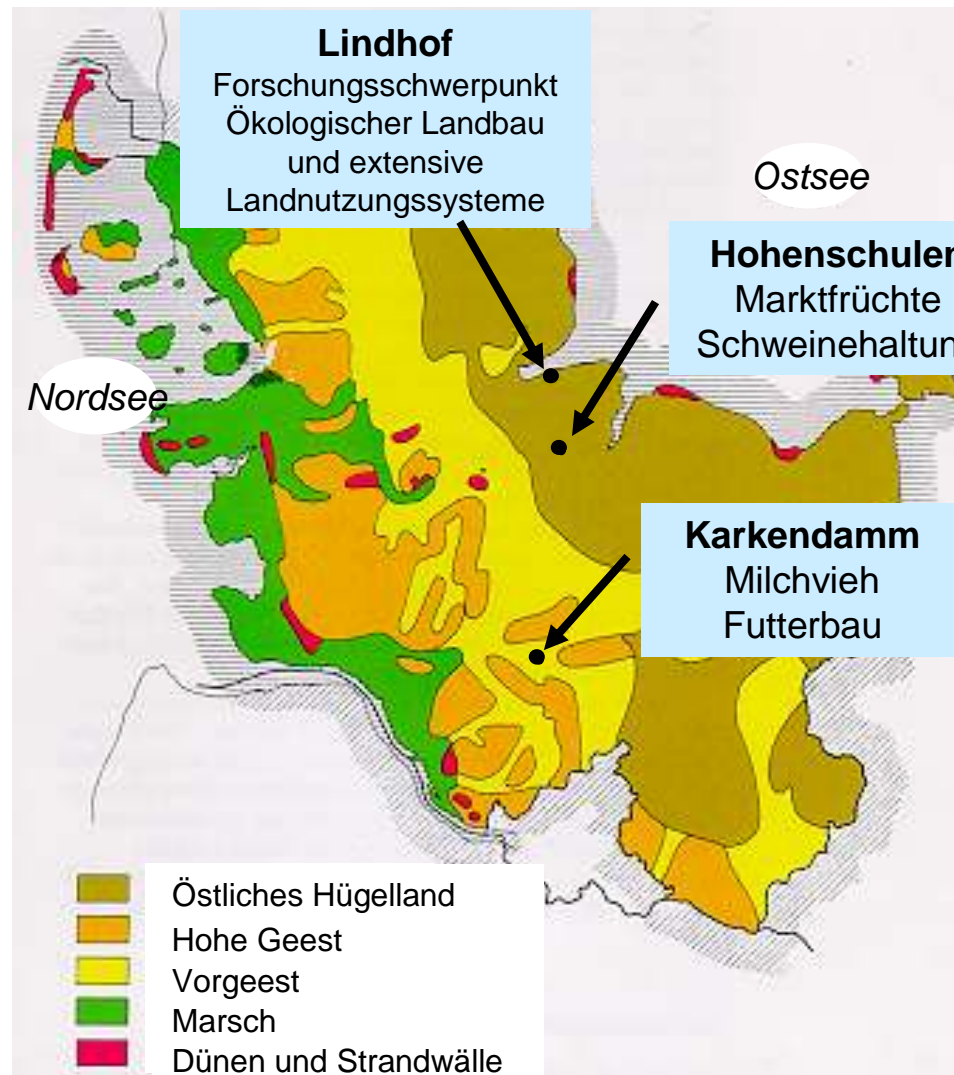 Lindhof
Forschungsschwerpunkt
Ökologischer Landbau
und extensive
Landnutzungssysteme
Ostsee
Hohenschulen
Marktfrüchte
Schweinehaltun
Nordsee
Karkendamm
Milchvieh
Futterbau
Östliches Hügelland
Hohe Geest
Vorgeest
Marsch
Dünen und Strandwälle